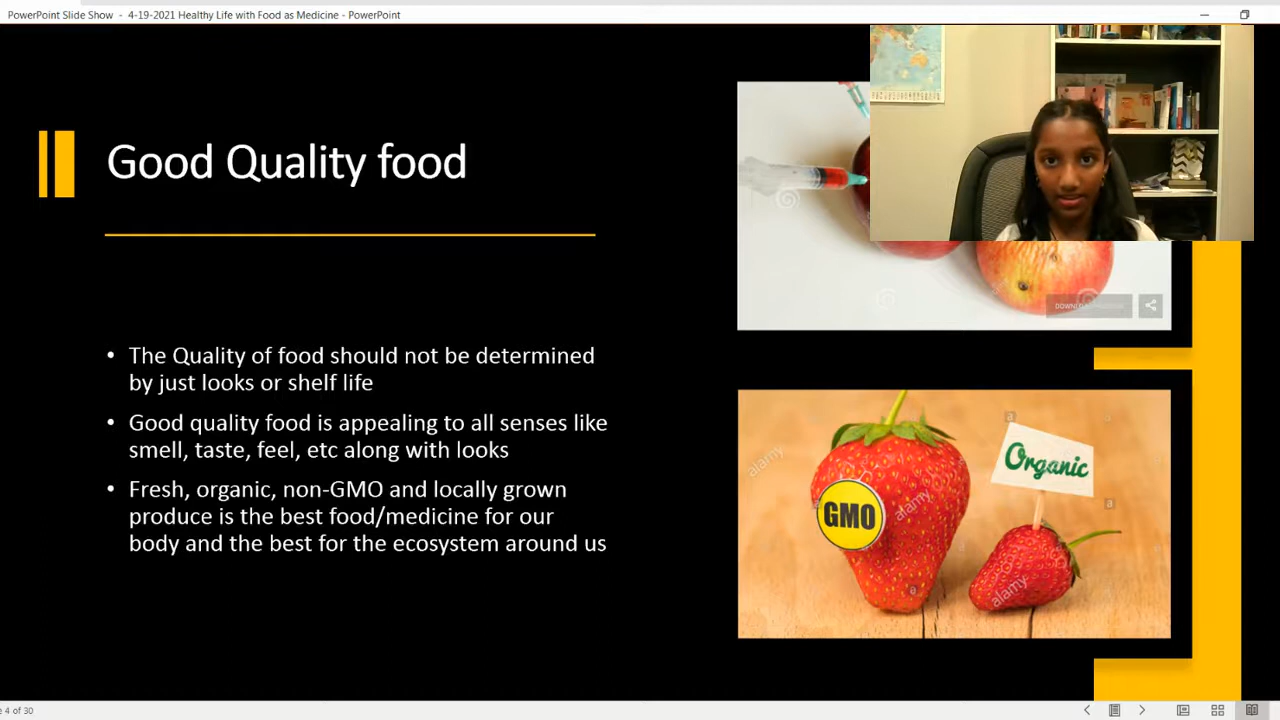 PowerPoint Slide Show - 4-19-2021 Healthy Life with Food as Medicine - PowerPoint
Good Quality food
• The Quality of food should not be determined
by just looks or shelf life
• Good quality food is appealing to all senses like
smell, taste, feel, etc along with looks
• Fresh, organic, non-GMO and locally grown
produce is the best food/medicine for our
body and the best for the ecosystem around us
GMO
Organic
alamy
alamy
alamy
a
a
a
4 of 30